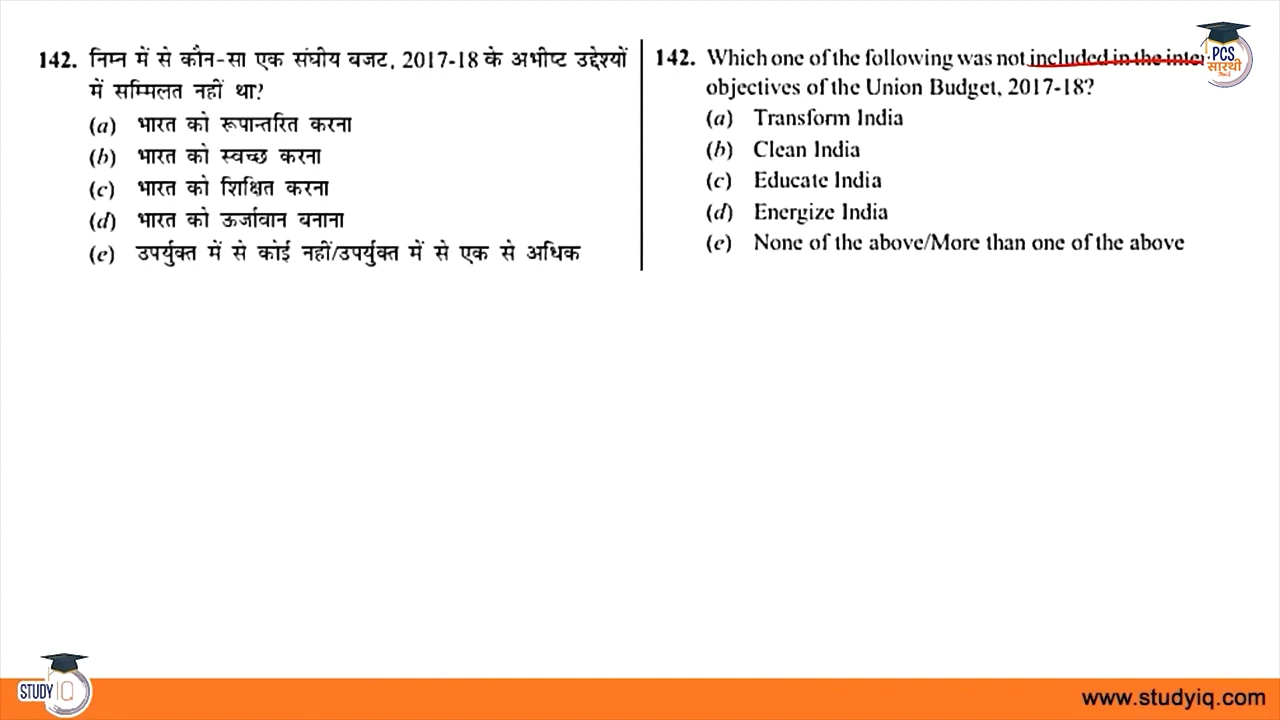 142. निम्न में से कौन-सा एक संघीय बजट, 2017-18 के अभीष्ट उद्देश्यों
में सम्मिलत नहीं था?
(a) भारत को रूपान्तरित करना
(b) भारत को स्वच्छ करना
(c) भारत को शिक्षित करना
(d) भारत को ऊर्जावान बनाना
(e) उपर्युक्त में से कोई नहीं/उपर्युक्त में से एक से अधिक
142. Which one of the following was not included in the
objectives of the Union Budget, 2017-18?
(a) Transform India
(b) Clean India
(c) Educate India
(d) Energize India
(e) None of the above/More than one of the above
PCS
सारथी
STUDY IQ
www.studyiq.com